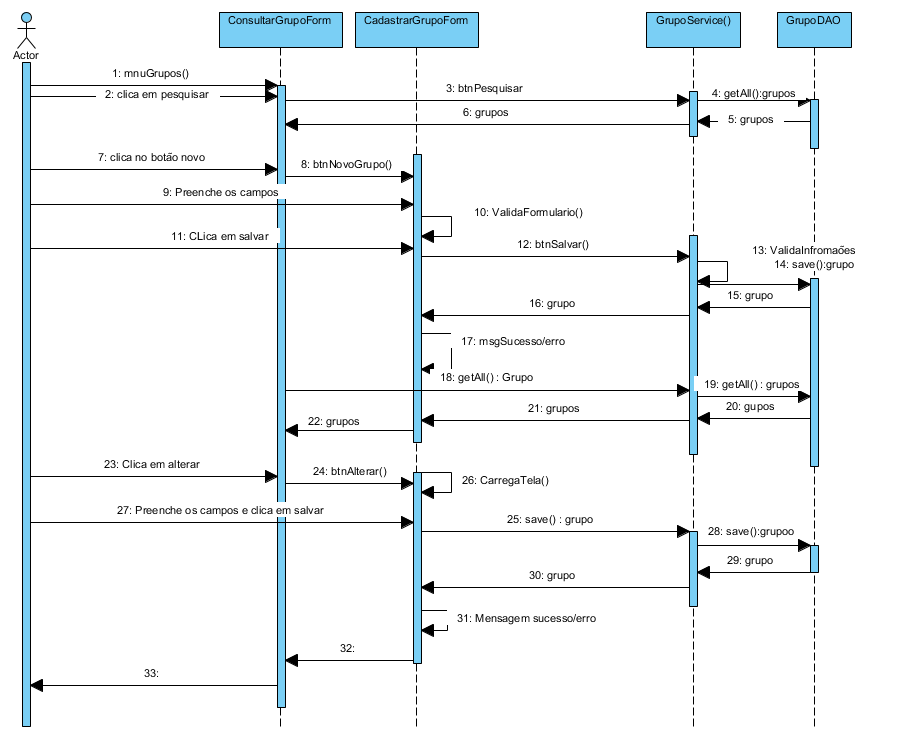 ConsultarGrupoForm
CadastrarGrupoForm
GrupoService()
GrupoDAO
Actor
1: mnuGrupos()
2: clica em pesquisar
3: btnPesquisar
4: getAll():grupos
5: grupos
6: grupos
7: clica no botão novo
8: btnNovoGrupo()
9: Preenche os campos
10: ValidaFormulario()
11: CLica em salvar
12: btnSalvar()
13: ValidaInfromaões
14: save():grupo
15: grupo
16: grupo
17: msgSucesso/erro
18: getAll() : Grupo
19: getAll() : grupos
20: gupos
21: grupos
22: grupos
23: Clica em alterar
24: btnAlterar()
26: CarregaTela()
27: Preenche os campos e clica em salvar
25: save() : grupo
28: save():grupoo
29: grupo
30: grupo
31: Mensagem sucesso/erro
32:
33: